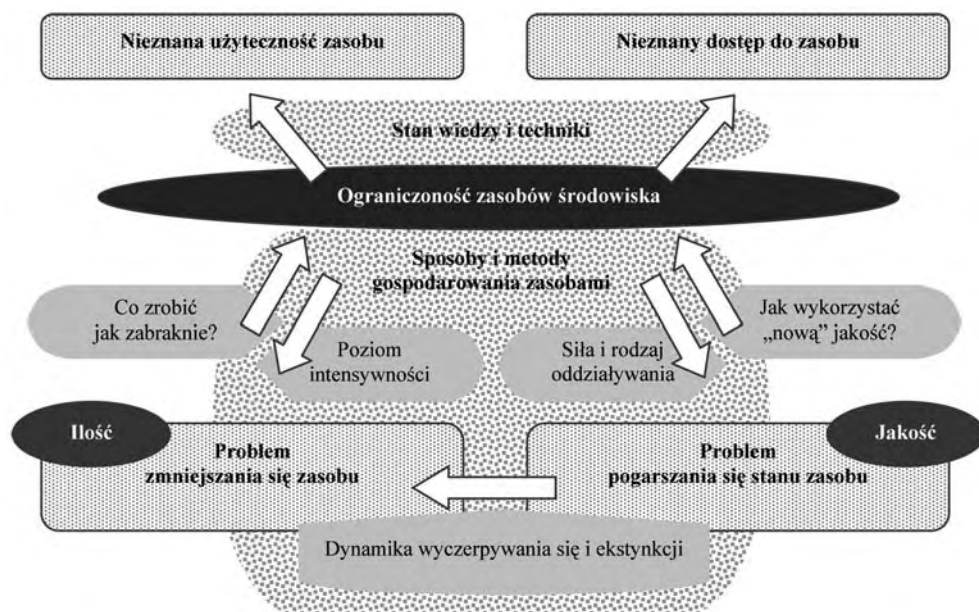 Nieznana użyteczność zasobu
Nieznany dostęp do zasobu
Stan wiedzy i techniki
Ograniczoność zasobów środowiska
Sposoby i metody
gospodarowania zasobami
Co zrobić
jak zabraknie?
Jak wykorzystać
„nową” jakość?
Poziom
intensywności
Siła i rodzaj
oddziaływania
Ilość
Jakość
Problem
zmniejszania się zasobu
Problem
pogarszania się stanu zasobu
Dynamika wyczerpywania się i ekstynkcji